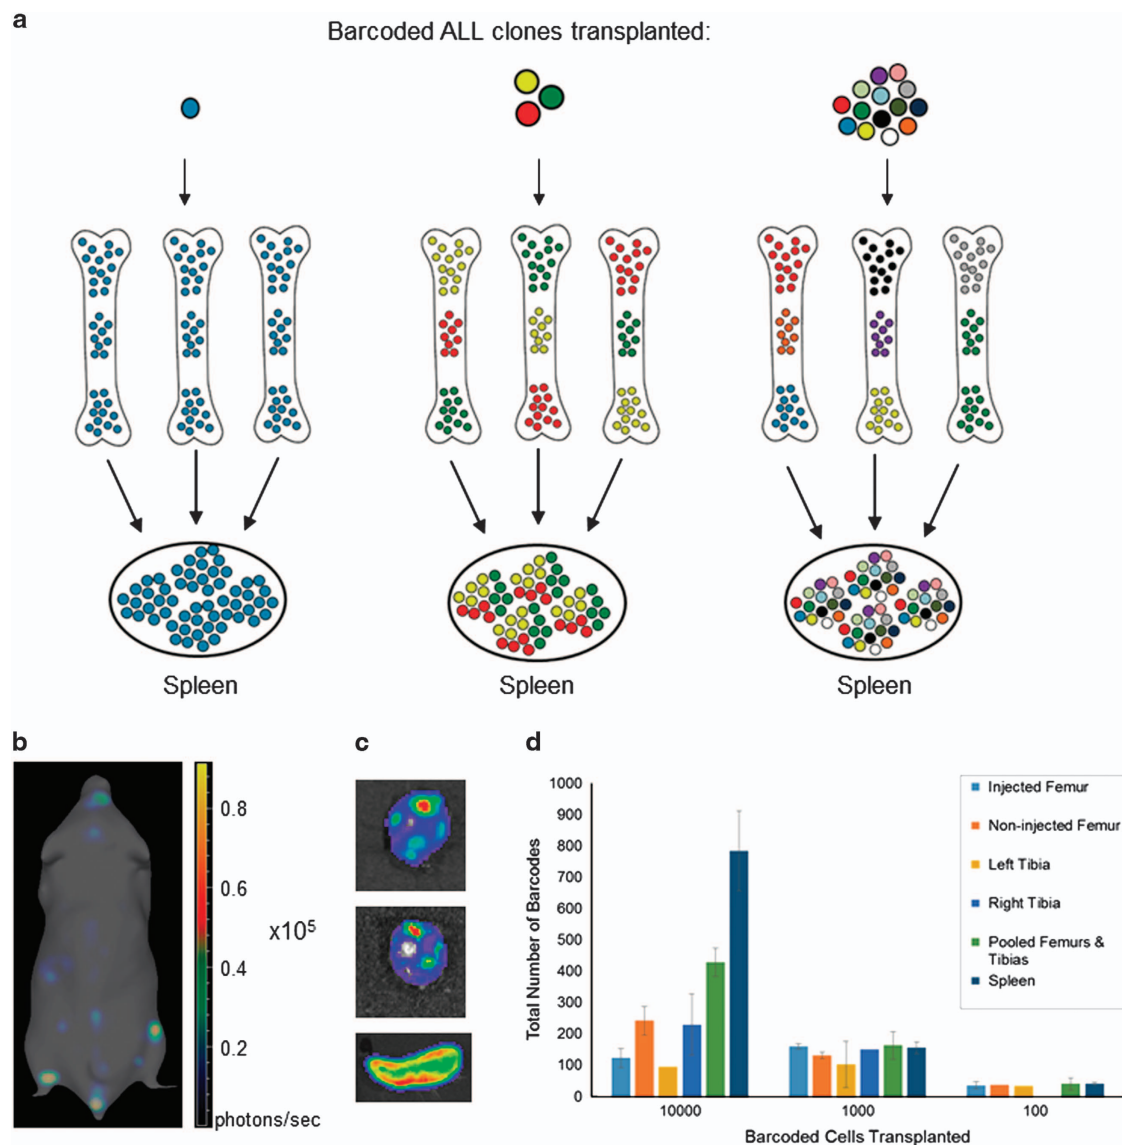 a
Barcoded ALL clones transplanted:
Spleen
Spleen
Spleen
b
0.8
0.6
x10⁵
0.4
0.2
photons/sec
c
d
Total Number of Barcodes
1000
900
800
700
600
500
400
300
200
100
0
10000
1000
100
Barcoded Cells Transplanted
Injected Femur
Non-injected Femur
Left Tibia
Right Tibia
Pooled Femurs &
Tibias
Spleen